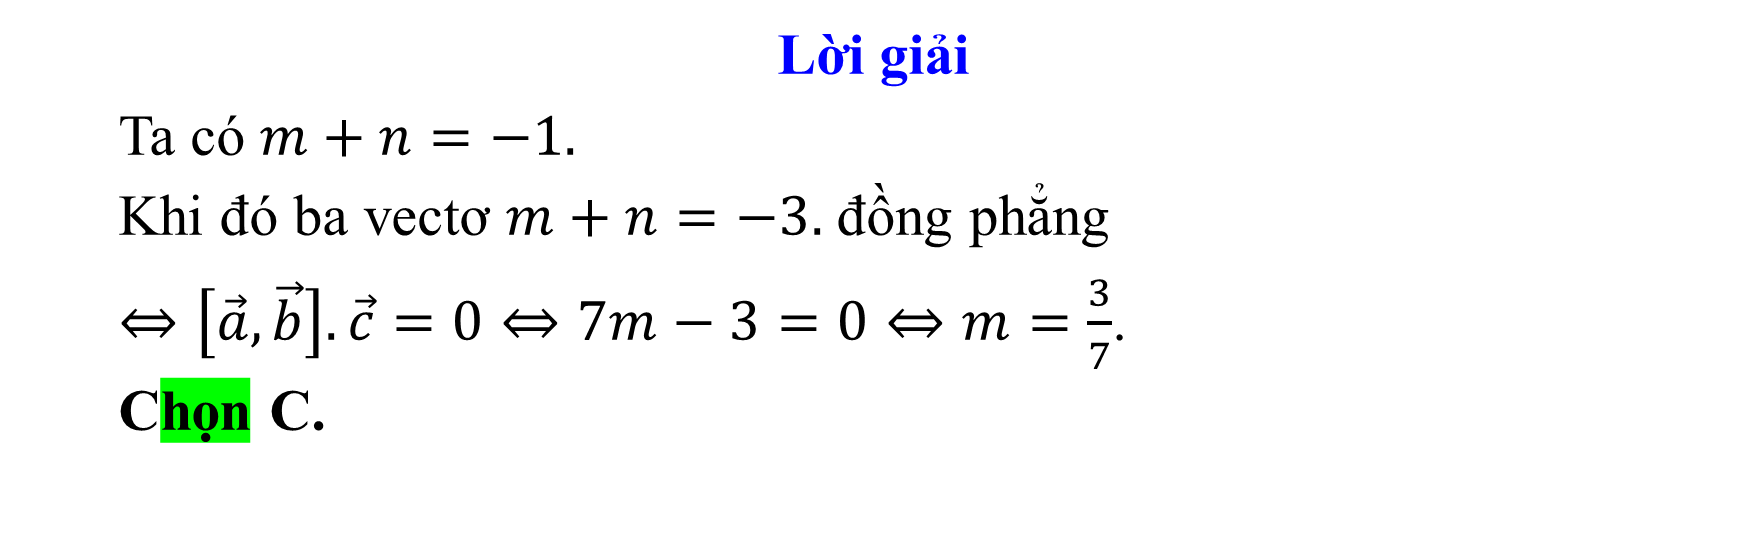 Lời giải
Ta có m + n = −1.
Khi đó ba vectơ m + n = −3. đồng phẳng
⇔ [a⃗, b⃗]. c⃗ = 0 ⇔ 7m − 3 = 0 ⇔ m = 3/7.
Chọn C.